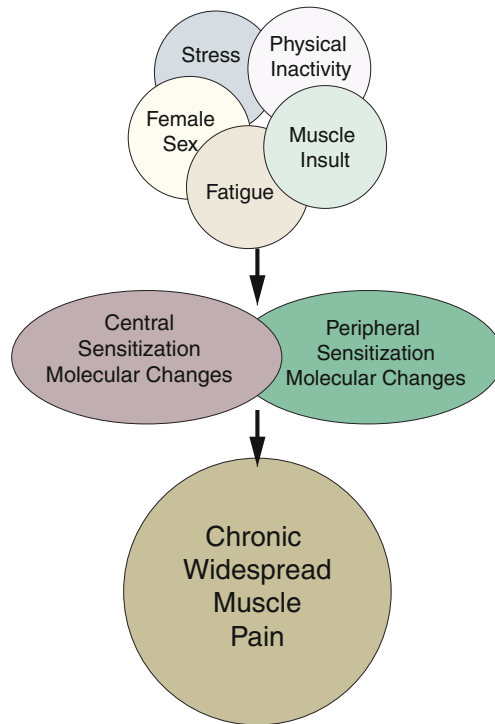 Stress
Physical
Inactivity
Female
Sex
Muscle
Insult
Fatigue
Central
Sensitization
Molecular Changes
Peripheral
Sensitization
Molecular Changes
Chronic
Widespread
Muscle
Pain